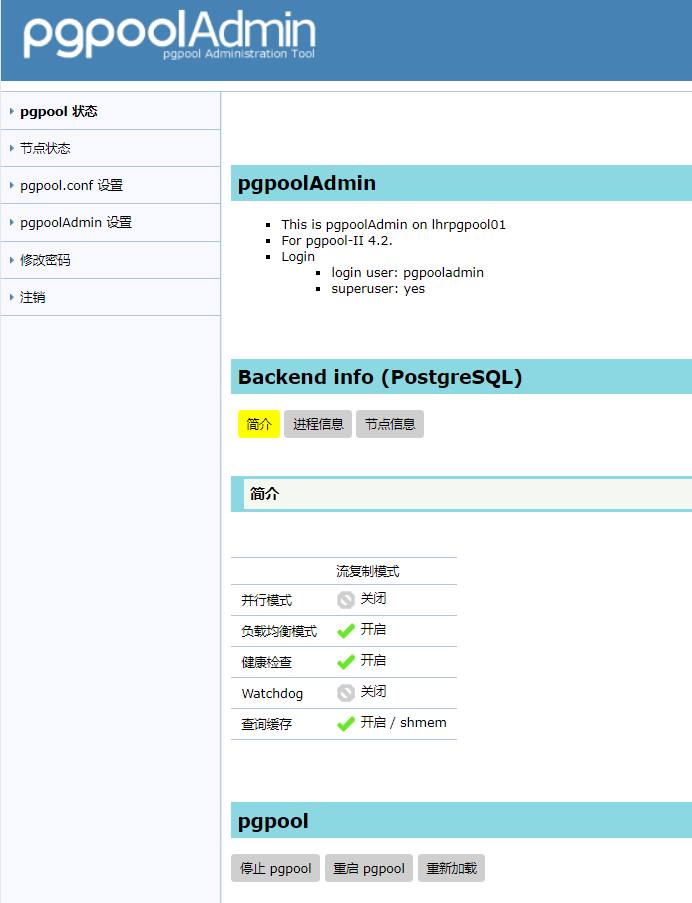 pgpoolAdmin
pgpool Administration Tool
pgpool 状态
节点状态
pgpool.conf 设置
pgpoolAdmin 设置
修改密码
注销
pgpoolAdmin
This is pgpoolAdmin on lhrpgpool01
For pgpool-II 4.2.
Login
login user: pgpooladmin
superuser: yes
Backend info (PostgreSQL)
简介 进程信息 节点信息
简介
流复制模式
并行模式 关闭
负载均衡模式 开启
健康检查 开启
Watchdog 关闭
查询缓存 开启 / shmem
pgpool
停止 pgpool 重启 pgpool 重新加载